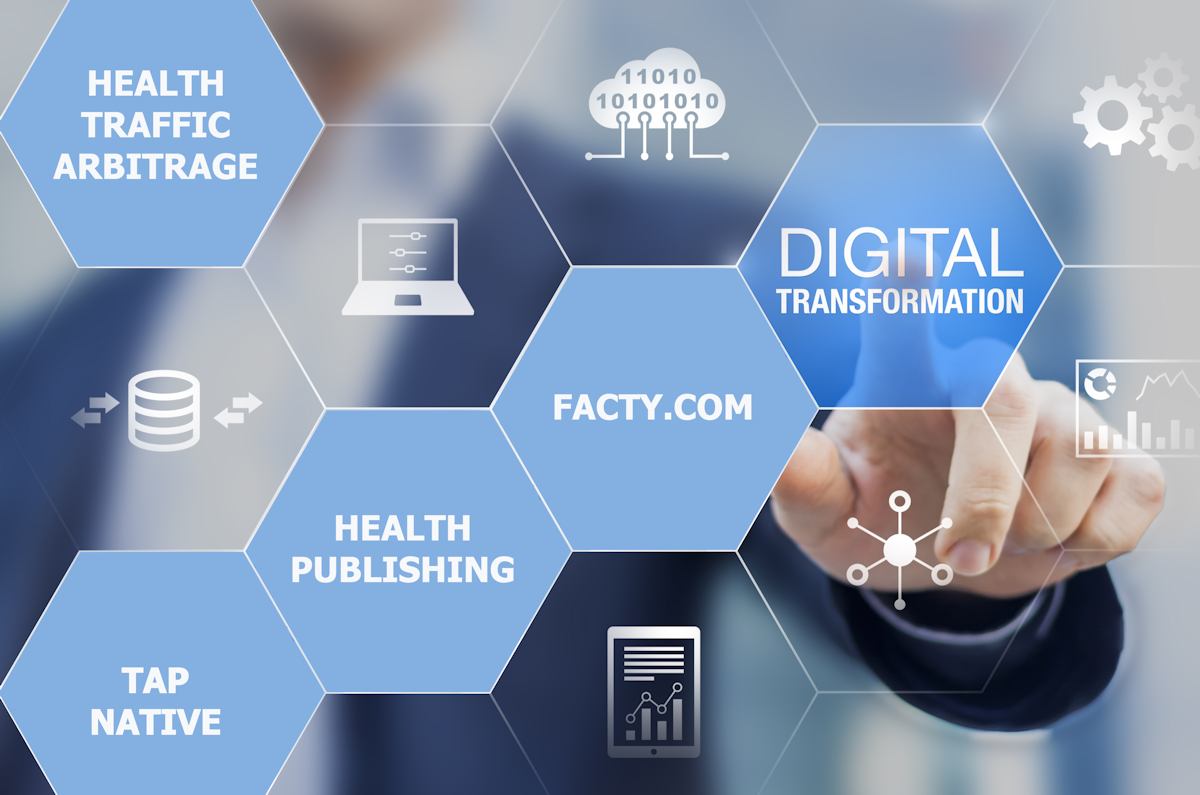 HEALTH
TRAFFIC
ARBITRAGE
11010
10101010
DIGITAL
TRANSFORMATION
FACTY.COM
HEALTH
PUBLISHING
TAP
NATIVE